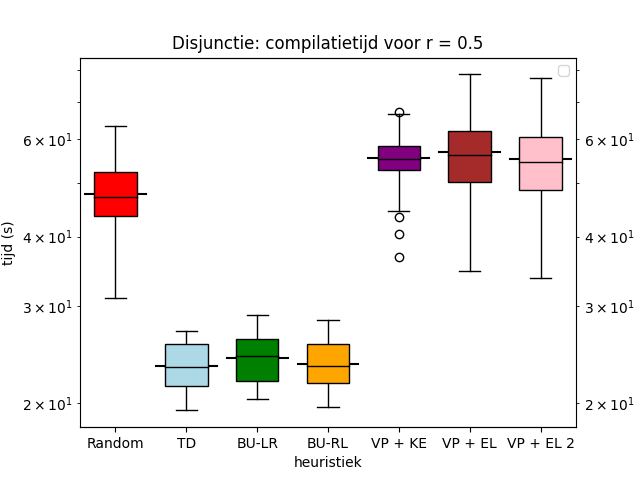 Disjunctie: compilatietijd voor r = 0.5
6 × 10¹
4 × 10¹
3 × 10¹
2 × 10¹
tijd (s)
6 × 10¹
4 × 10¹
3 × 10¹
2 × 10¹
Random TD BU-LR BU-RL VP + KE VP + EL VP + EL 2
heuristiek